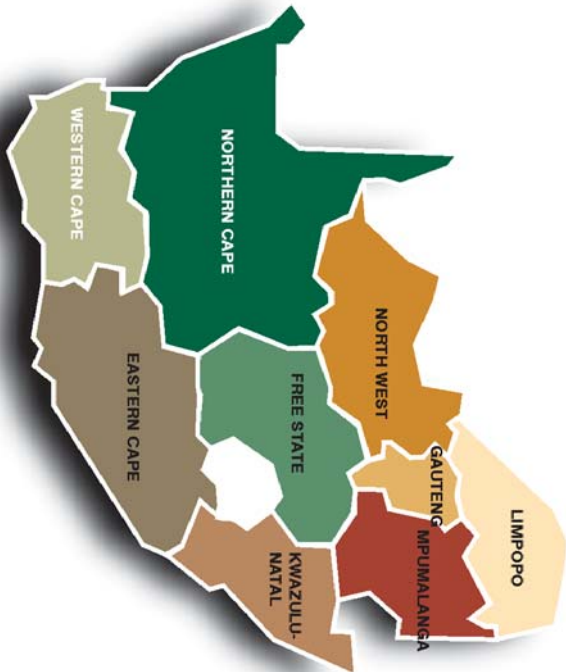 LIMPOPO
GAUTENG
MPUMALANGA
NORTH WEST
NORTHERN CAPE
FREE STATE
KWAZULU-
NATAL
WESTERN CAPE
EASTERN CAPE